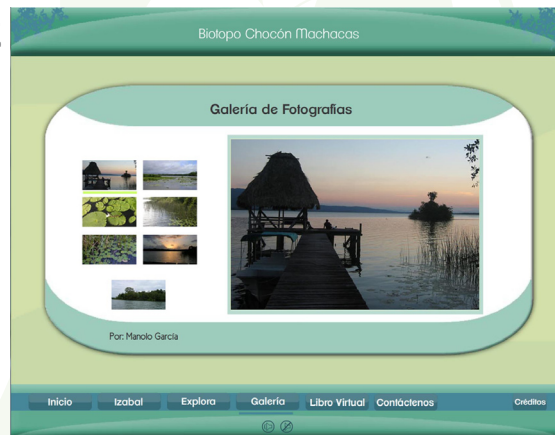 Biotopo Chocón Machacas
Galería de Fotografías
Por: Manolo García
Inicio Izabal Explora Galería Libro Virtual Contáctenos Créditos